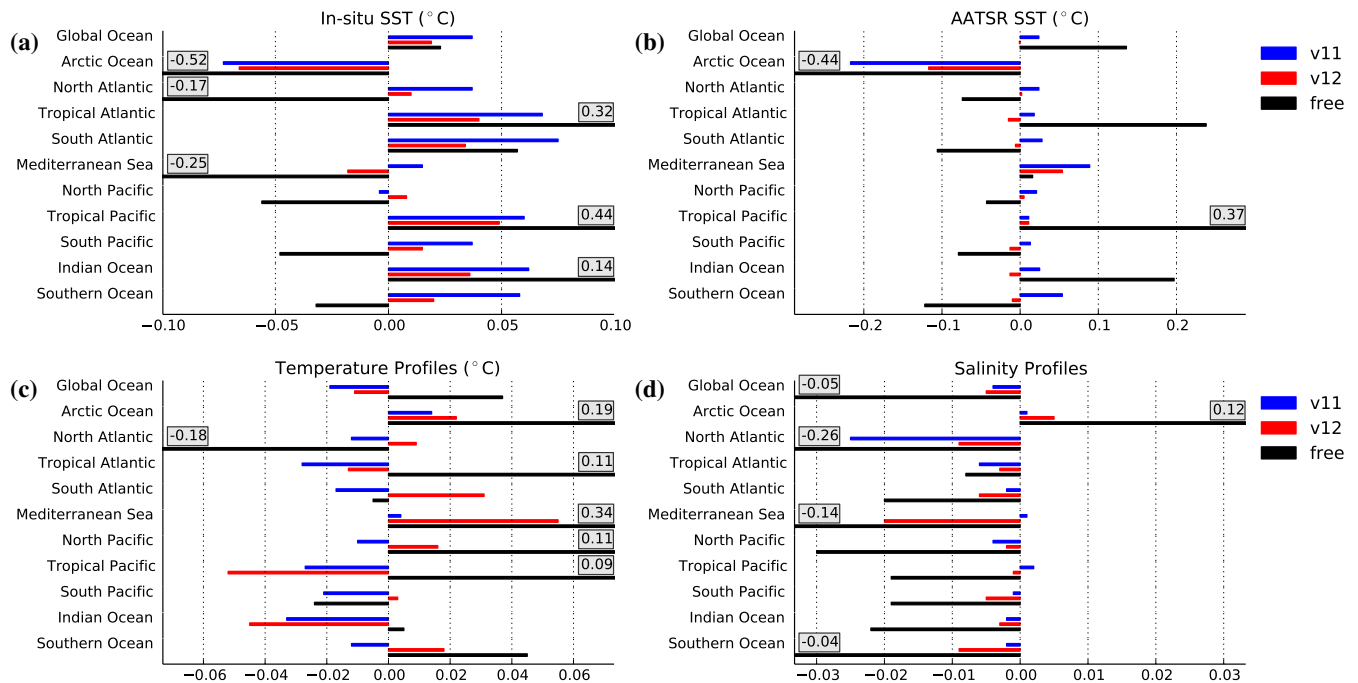 (a)
In-situ SST (°C)
Global Ocean
Arctic Ocean
-0.52
North Atlantic
-0.17
Tropical Atlantic
0.32
South Atlantic
Mediterranean Sea
-0.25
North Pacific
Tropical Pacific
0.44
South Pacific
Indian Ocean
0.14
Southern Ocean
−0.10 −0.05 0.00 0.05 0.10
(b)
AATSR SST (°C)
Global Ocean
Arctic Ocean
-0.44
North Atlantic
Tropical Atlantic
South Atlantic
Mediterranean Sea
North Pacific
Tropical Pacific
0.37
South Pacific
Indian Ocean
Southern Ocean
−0.2 −0.1 0.0 0.1 0.2
v11
v12
free
(c)
Temperature Profiles (°C)
Global Ocean
Arctic Ocean
0.19
North Atlantic
-0.18
Tropical Atlantic
0.11
South Atlantic
Mediterranean Sea
0.34
North Pacific
0.11
Tropical Pacific
0.09
South Pacific
Indian Ocean
Southern Ocean
−0.06 −0.04 −0.02 0.00 0.02 0.04 0.06
(d)
Salinity Profiles
Global Ocean
-0.05
Arctic Ocean
0.12
North Atlantic
-0.26
Tropical Atlantic
South Atlantic
Mediterranean Sea
-0.14
North Pacific
Tropical Pacific
South Pacific
Indian Ocean
Southern Ocean
-0.04
−0.03 −0.02 −0.01 0.00 0.01 0.02 0.03
v11
v12
free